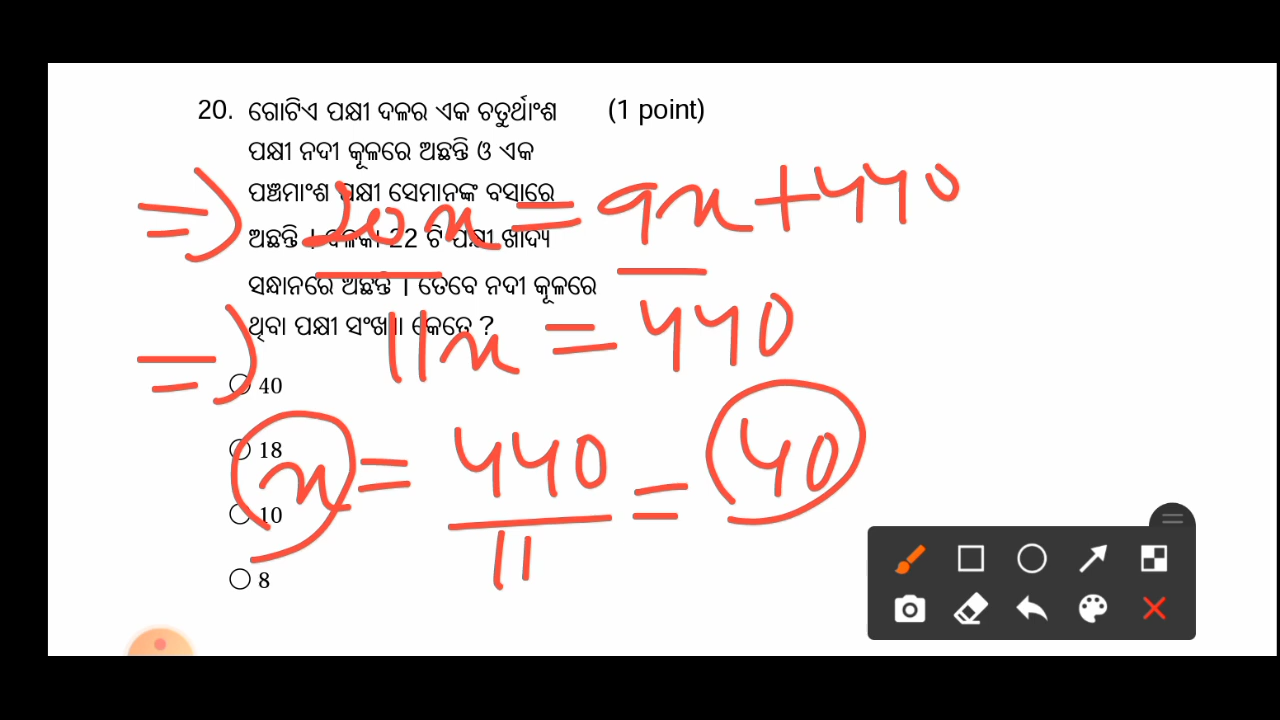 20. ଗୋଟିଏ ପକ୍ଷୀ ଦଳର ଏକ ଚତୁର୍ଥାଂଶ (1 point)
ପକ୍ଷୀ ନଦୀ କୂଳରେ ଅଛନ୍ତି ଓ ଏକ
ପଞ୍ଚମାଂଶ ପକ୍ଷୀ ସେମାନଙ୍କ ବସାରେ
=> 20x = 9x + 440
ଅଛନ୍ତି । ବଳକା 22 ଟି ପକ୍ଷୀ ଖାଦ୍ୟ
ସନ୍ଧାନରେ ଅଛନ୍ତି । ତେବେ ନଦୀ କୂଳରେ
ଥିବା ପକ୍ଷୀ ସଂଖ୍ୟା କେତେ ?
=> 11x = 440
40
18
x = 440/11 = 40
10
8